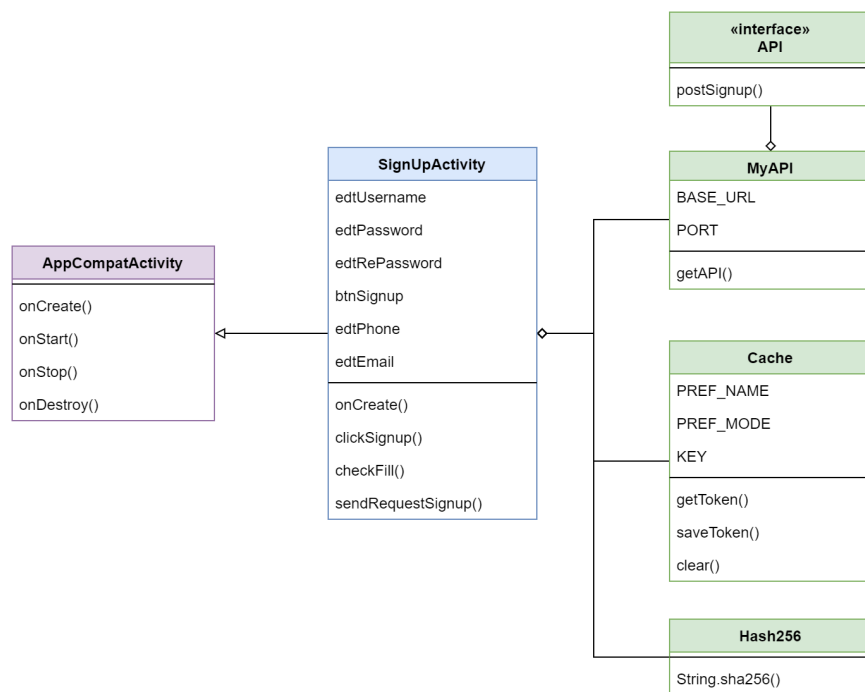 «interface»
API
postSignup()
SignUpActivity
edtUsername
edtPassword
edtRePassword
btnSignup
edtPhone
edtEmail
onCreate()
clickSignup()
checkFill()
sendRequestSignup()
MyAPI
BASE_URL
PORT
getAPI()
AppCompatActivity
onCreate()
onStart()
onStop()
onDestroy()
Cache
PREF_NAME
PREF_MODE
KEY
getToken()
saveToken()
clear()
Hash256
String.sha256()